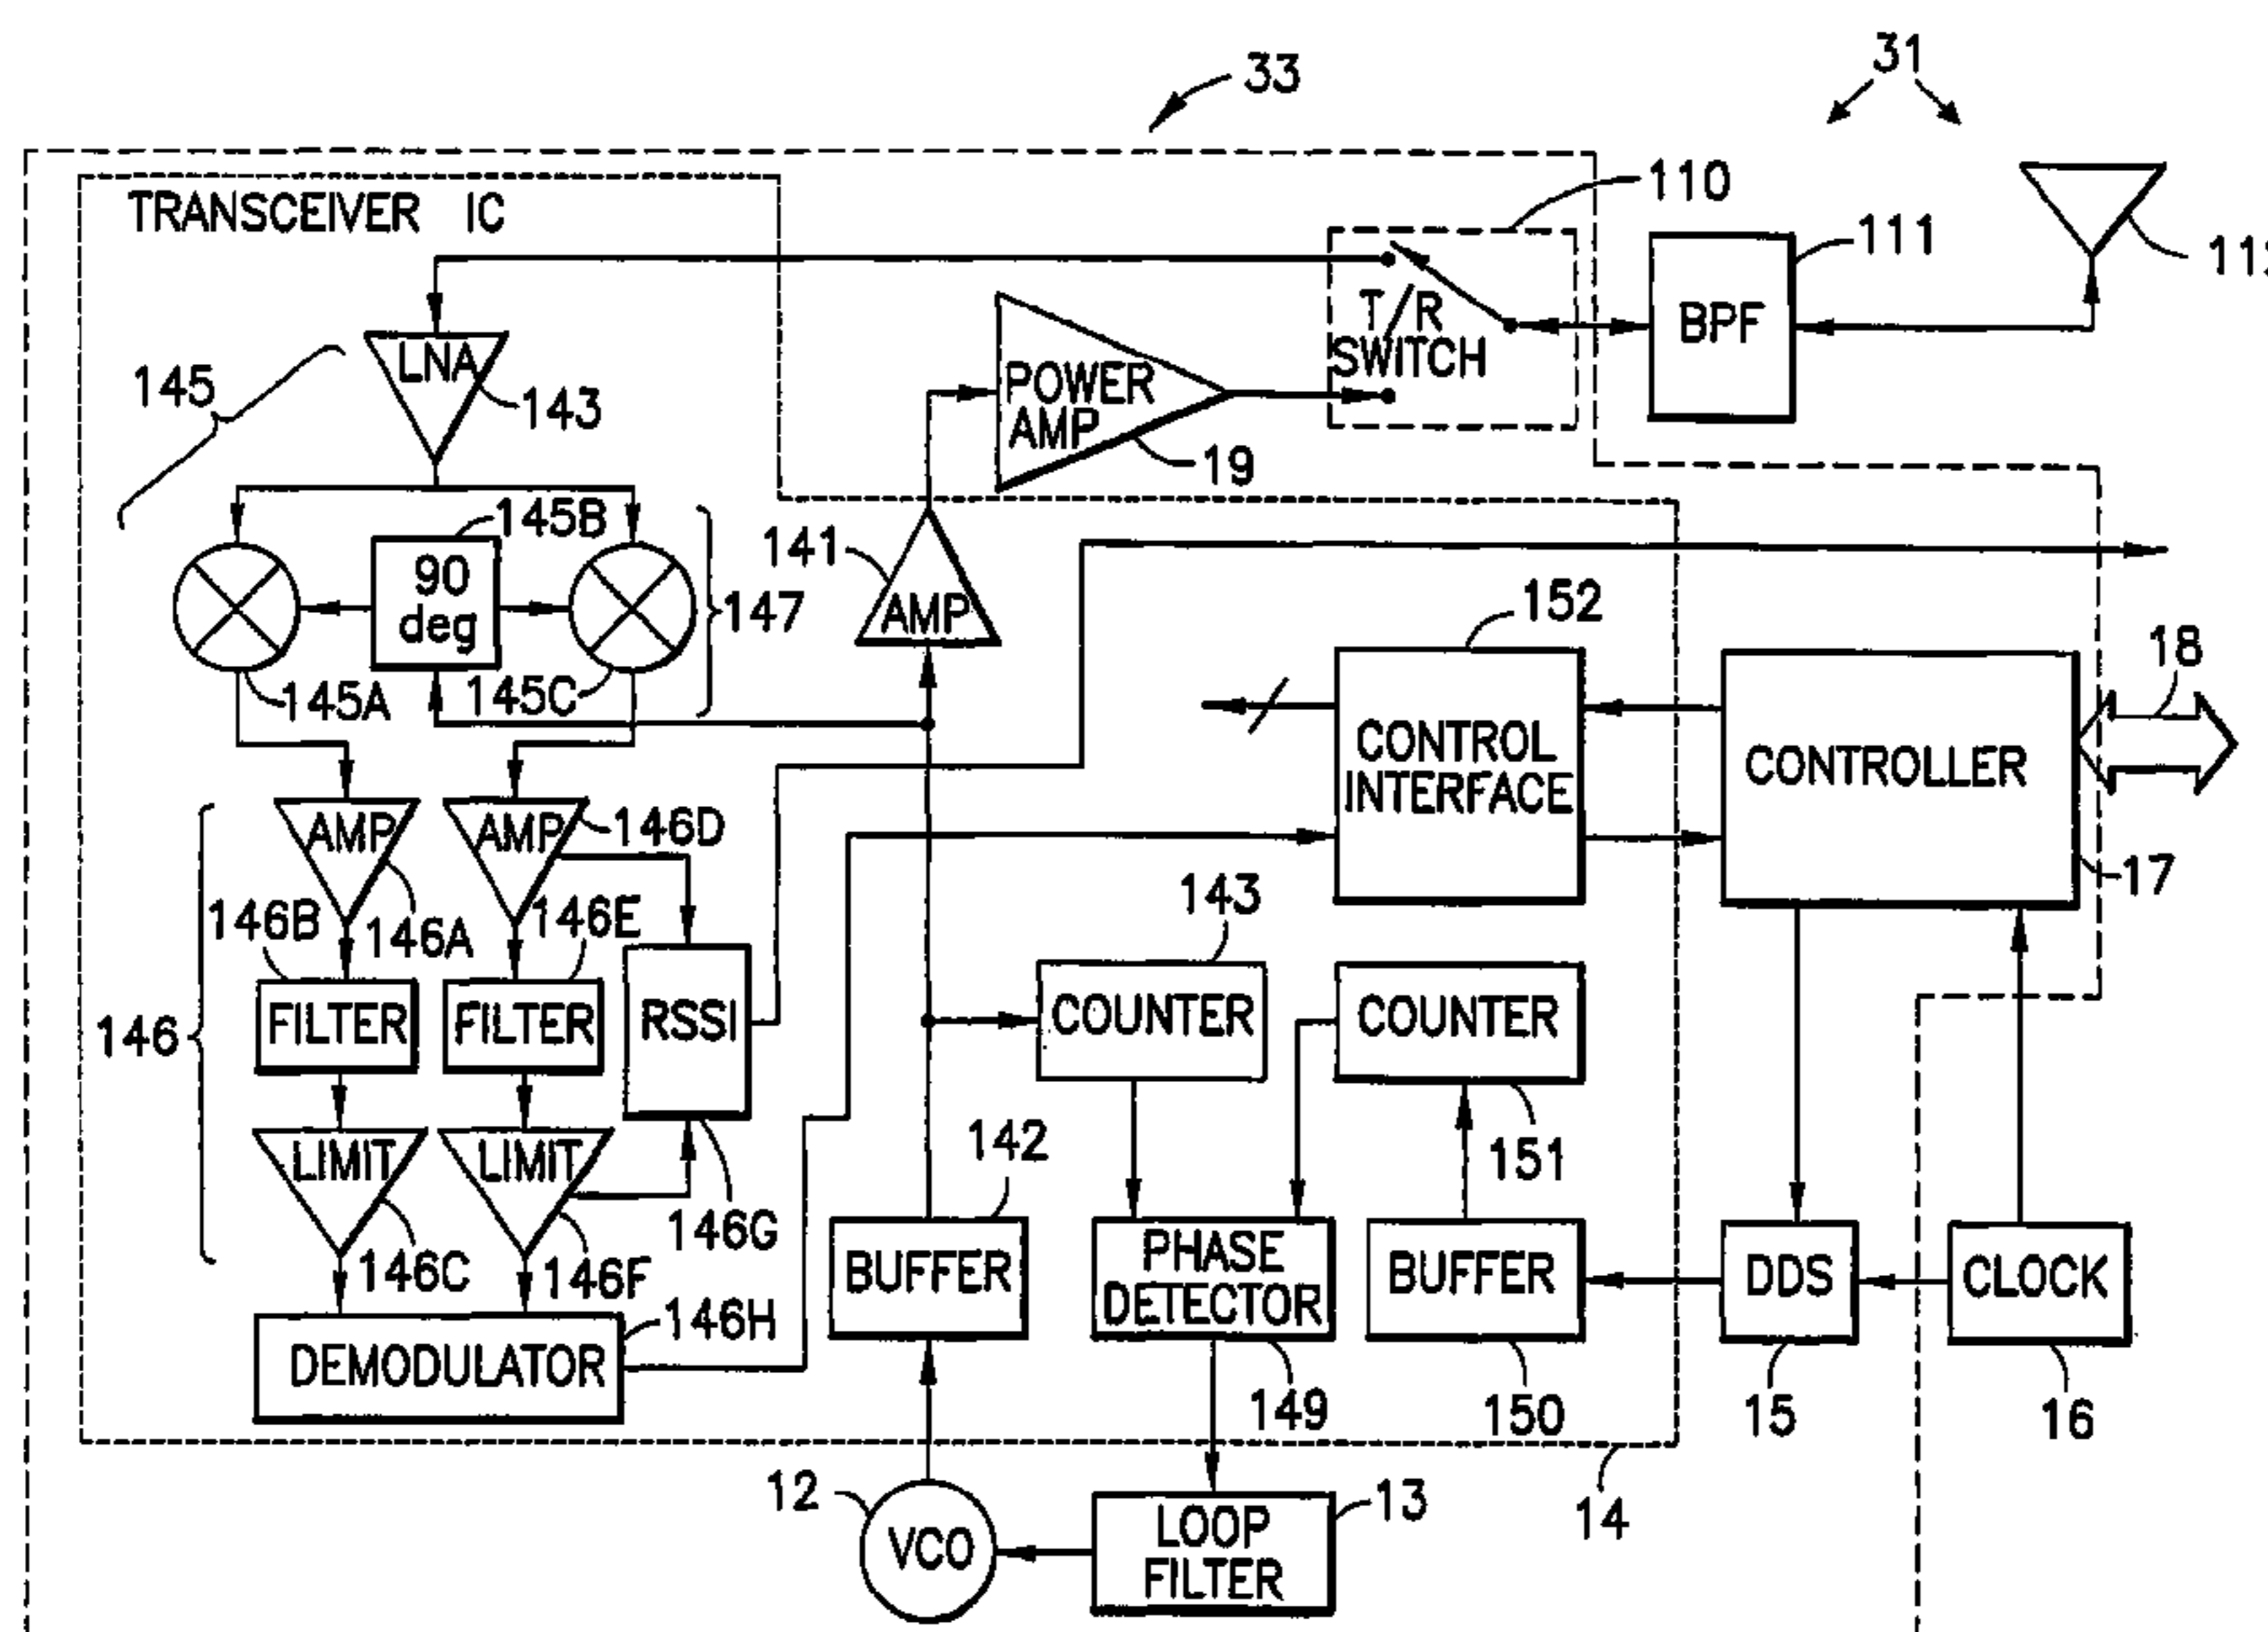 33
31
TRANSCEIVER IC
110
111
BPF
T/R
SWITCH
LNA
145
143
POWER
AMP
19
145B
141
90
deg
147
AMP
152
18
145A
145C
CONTROL
INTERFACE
CONTROLLER
AMP
AMP
146D
17
146B
146A
146E
143
146
FILTER
FILTER
RSSI
COUNTER
COUNTER
142
151
LIMIT
LIMIT
146G
146C
146F
BUFFER
PHASE
DETECTOR
BUFFER
DDS
CLOCK
146H
DEMODULATOR
149
150
15
16
12
13
14
VCO
LOOP
FILTER